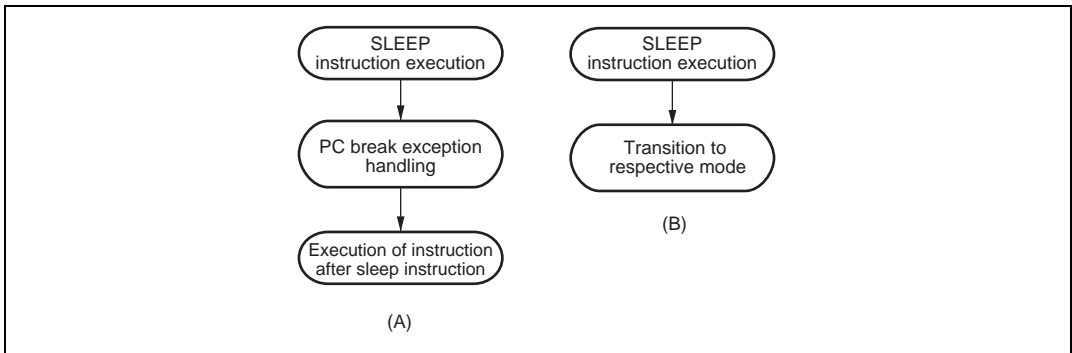 SLEEP
instruction execution
PC break exception
handling
Execution of instruction
after sleep instruction
(A)
SLEEP
instruction execution
Transition to
respective mode
(B)